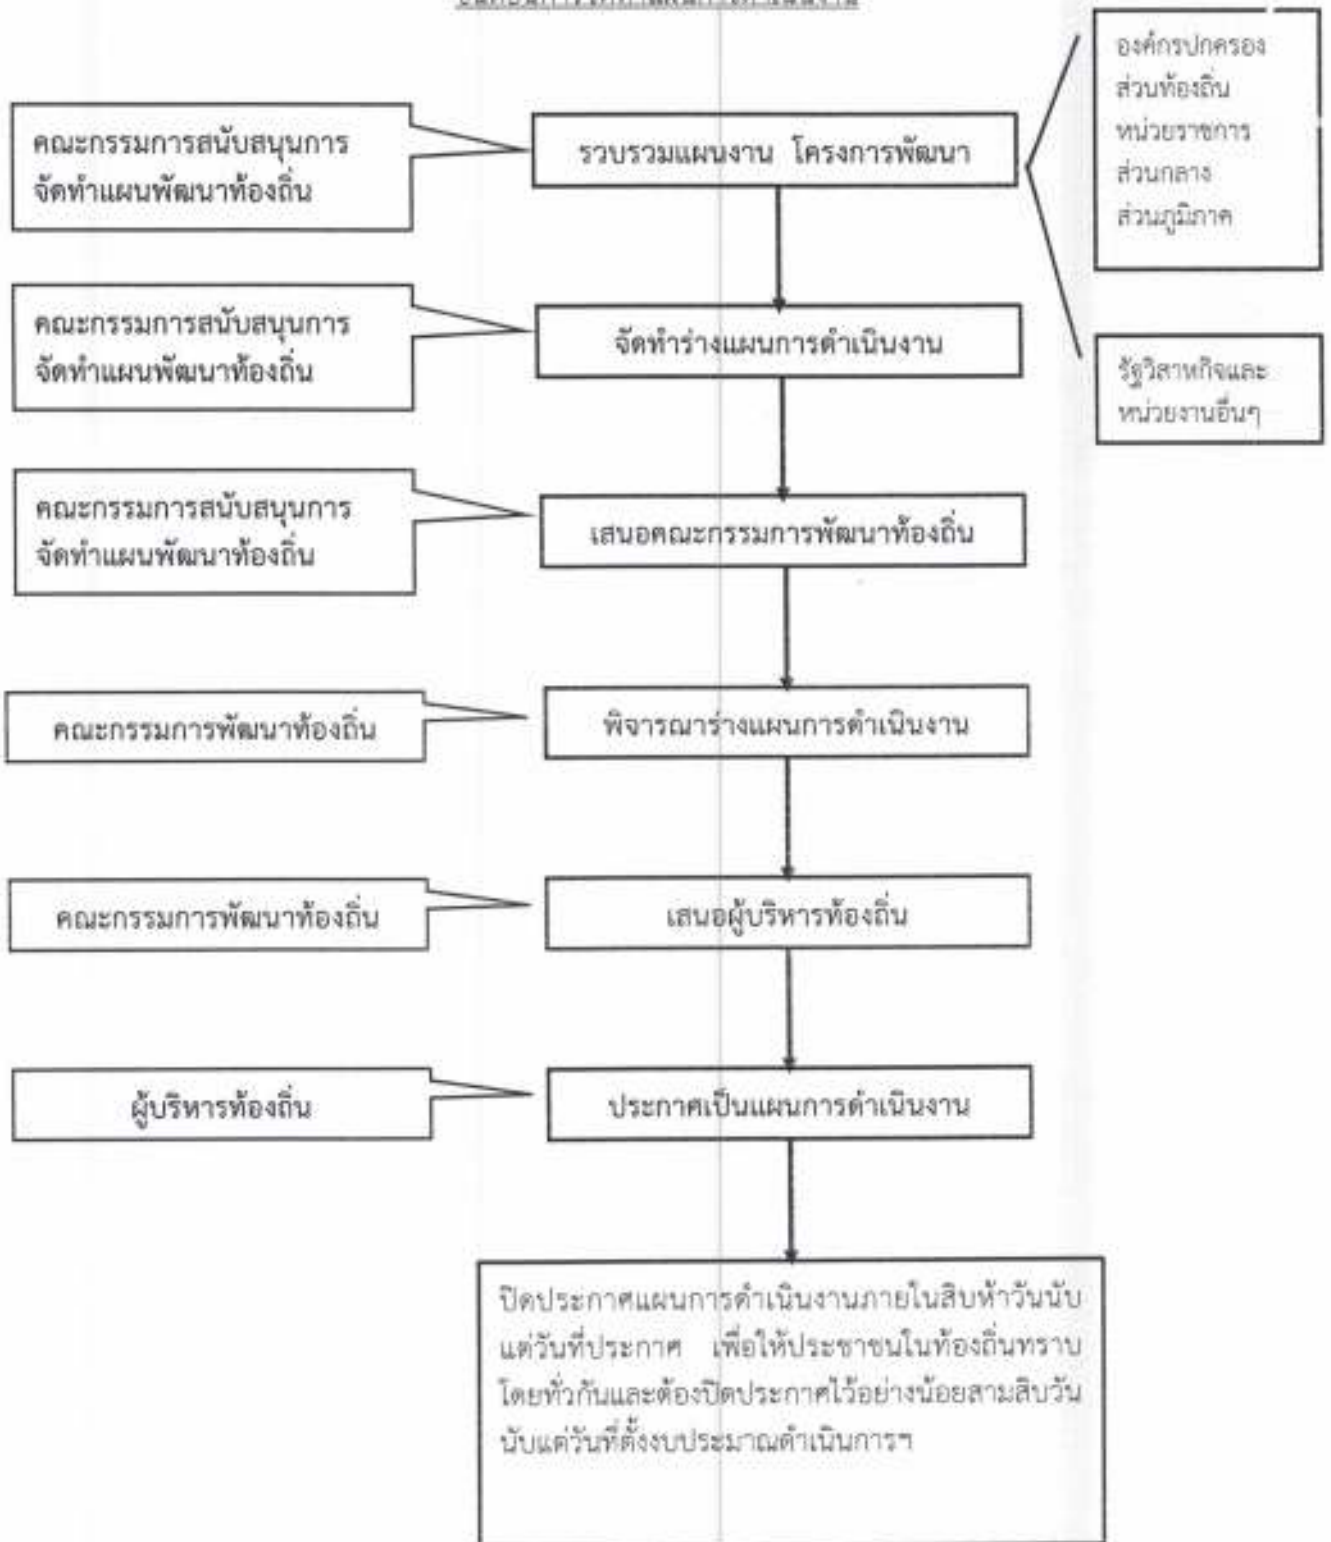 องค์กรปกครอง
ส่วนท้องถิ่น
หน่วยราชการ
ส่วนกลาง
ส่วนภูมิภาค
คณะกรรมการสนับสนุนการ
จัดทำแผนพัฒนาท้องถิ่น
รวบรวมแผนงาน โครงการพัฒนา
คณะกรรมการสนับสนุนการ
จัดทำแผนพัฒนาท้องถิ่น
จัดทำร่างแผนการดำเนินงาน
รัฐวิสาหกิจและ
หน่วยงานอื่นๆ
คณะกรรมการสนับสนุนการ
จัดทำแผนพัฒนาท้องถิ่น
เสนอคณะกรรมการพัฒนาท้องถิ่น
คณะกรรมการพัฒนาท้องถิ่น
พิจารณาร่างแผนการดำเนินงาน
คณะกรรมการพัฒนาท้องถิ่น
เสนอผู้บริหารท้องถิ่น
ผู้บริหารท้องถิ่น
ประกาศเป็นแผนการดำเนินงาน
ปิดประกาศแผนการดำเนินงานภายในสิบห้าวันนับ
แต่วันที่ประกาศ เพื่อให้ประชาชนในท้องถิ่นทราบ
โดยทั่วกันและต้องปิดประกาศไว้อย่างน้อยสามสิบวัน
นับแต่วันที่ตั้งงบประมาณดำเนินการฯ